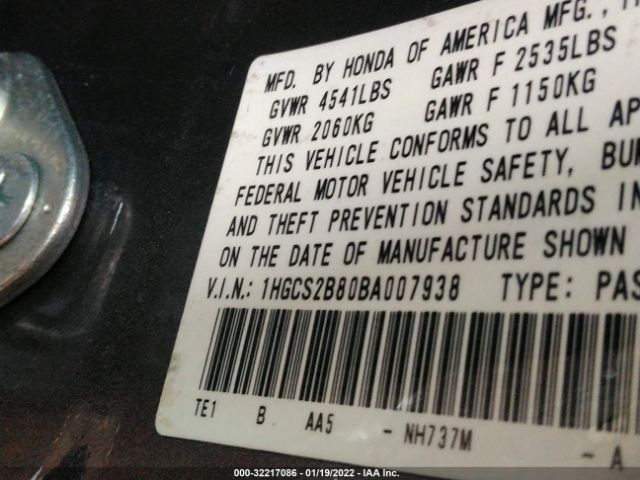 MFD. BY HONDA OF AMERICA MFG.,
GVWR 4541LBS GAWR F 2535LBS
GVWR 2060KG GAWR F 1150KG
THIS VEHICLE CONFORMS TO ALL AP
FEDERAL MOTOR VEHICLE SAFETY, BUM
AND THEFT PREVENTION STANDARDS IN
ON THE DATE OF MANUFACTURE SHOWN
V.I.N.: 1HGCS2B80BA007938 TYPE: PAS
TE1 B AA5 - NH737M - A
000-32217086 - 01/19/2022 - IAA Inc.